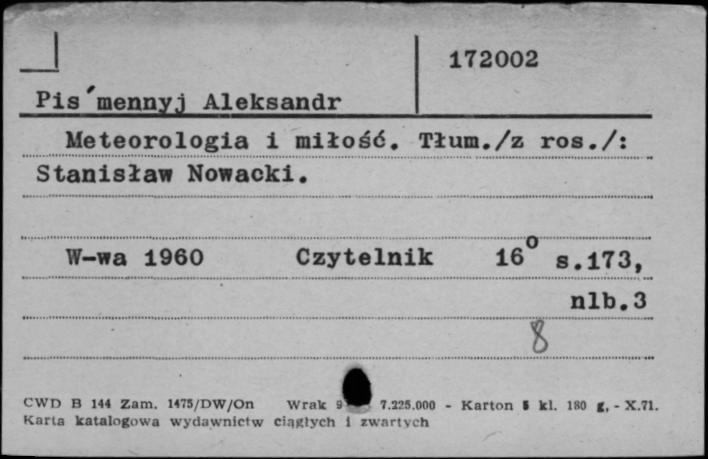 172002
Pis´mennyj Aleksandr
Meteorologia i miłość. Tłum./z ros./:
Stanisław Nowacki.
W-wa 1960 Czytelnik 16° s.173,
nlb.3
8
CWD B 144 Zam. 1475/DW/On Wrak 7.225.000 - Karton 5 kl. 180 g, - X.71.
Karta katalogowa wydawnictw ciągłych i zwartych